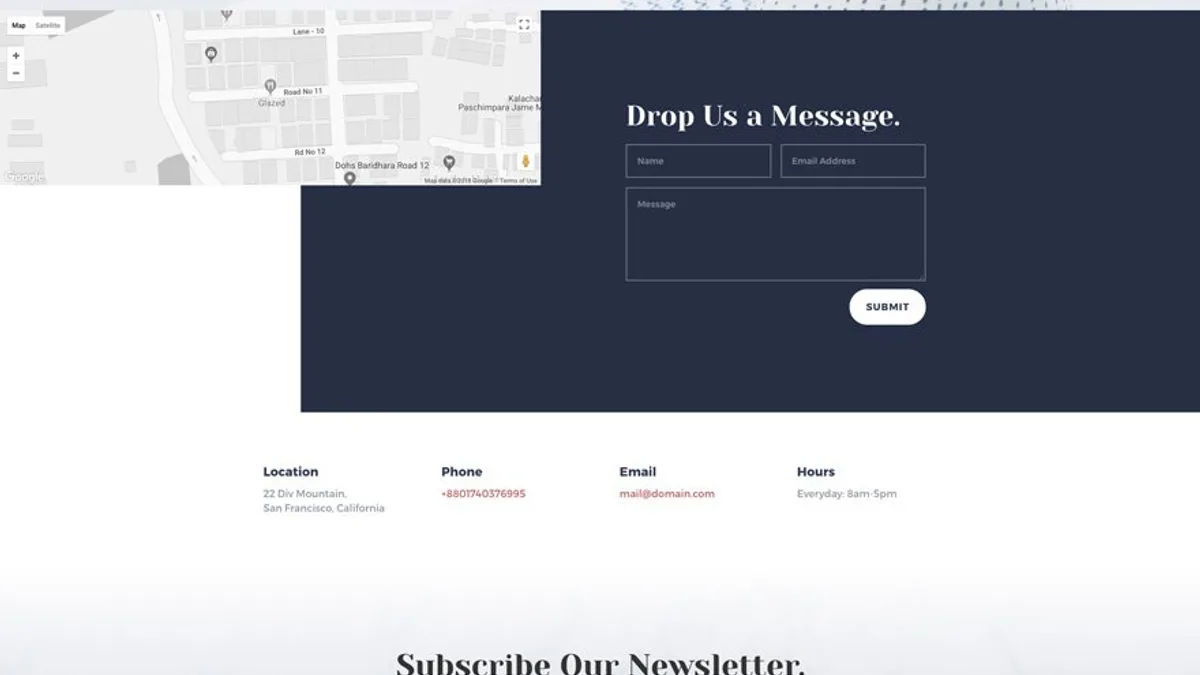 Map Satellite
+
−
Lane - 10
Road No 11
Glazed
Kalachan
Paschimpara Jame M
Rd No 12
Dohs Baridhara Road 12
Google
Map data ©2018 Google Terms of Use
Drop Us a Message.
Name Email Address
Message
SUBMIT
Location Phone Email Hours
22 Div Mountain, +8801740376995 mail@domain.com Everyday: 8am-5pm
San Francisco, California
Subscribe Our Newsletter.